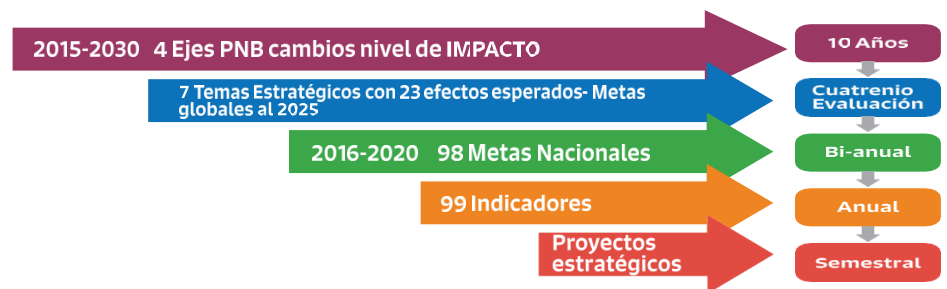 2015-2030 4 Ejes PNB cambios nivel de IMPACTO
10 Años
7 Temas Estratégicos con 23 efectos esperados- Metas
globales al 2025
Cuatrenio
Evaluación
2016-2020 98 Metas Nacionales
Bi-anual
99 Indicadores
Anual
Proyectos
estratégicos
Semestral